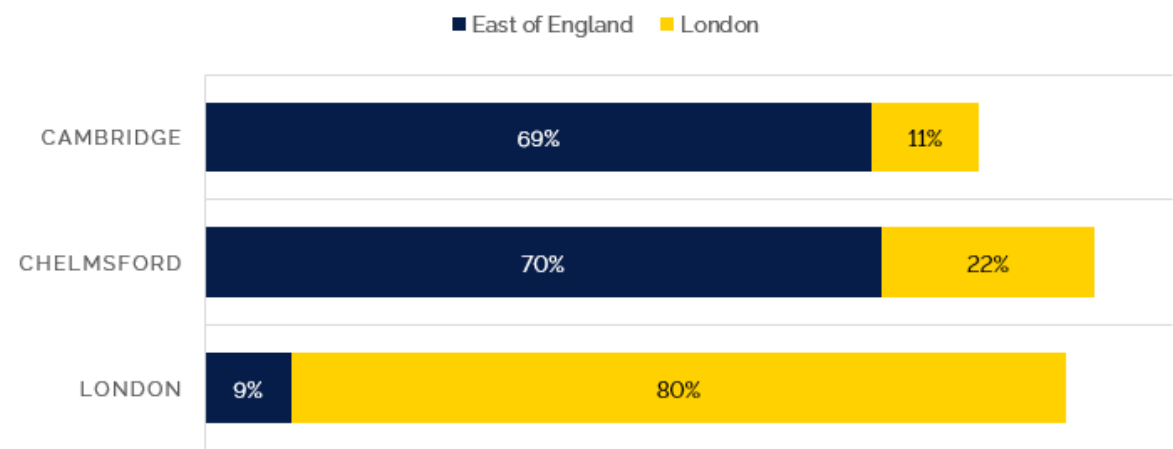 East of England London
CAMBRIDGE 69% 11%
CHELMSFORD 70% 22%
LONDON 9% 80%